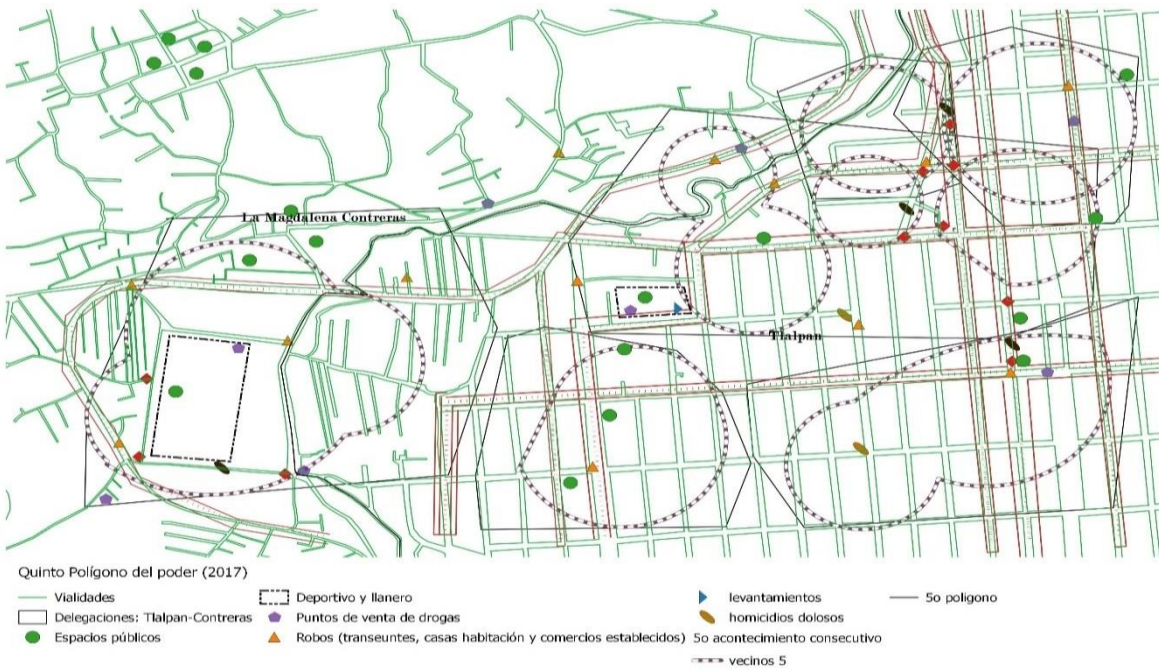 La Magdalena Contreras
Tlalpan
Quinto Polígono del poder (2017)
Vialidades
Delegaciones: Tlalpan-Contreras
Espacios públicos
Deportivo y llanero
Puntos de venta de drogas
Robos (transeuntes, casas habitación y comercios establecidos)
levantamientos
homicidios dolosos
5o acontecimiento consecutivo
vecinos 5
5o poligono